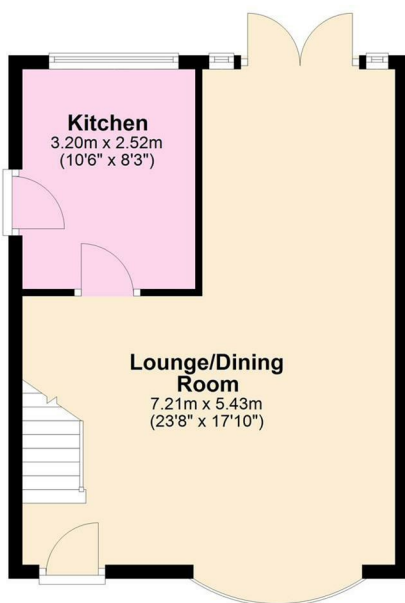 Kitchen
3.20m x 2.52m
(10'6" x 8'3")
Lounge/Dining
Room
7.21m x 5.43m
(23'8" x 17'10")